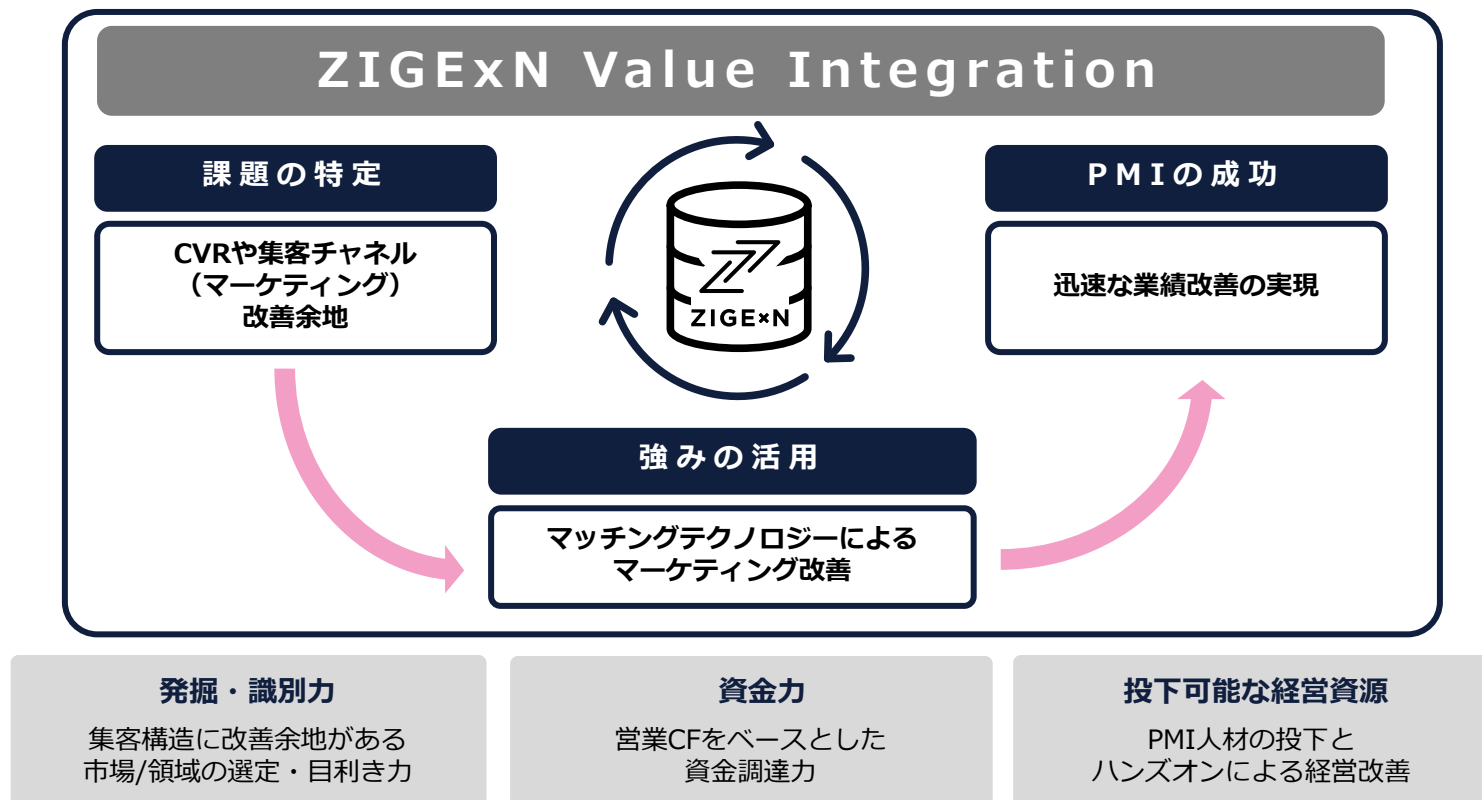 ZIGExN Value Integration
課題の特定
CVRや集客チャネル
（マーケティング）
改善余地
ZIGE×N
PMIの成功
迅速な業績改善の実現
強みの活用
マッチングテクノロジーによる
マーケティング改善
発掘・識別力
集客構造に改善余地がある
市場/領域の選定・目利き力
資金力
営業CFをベースとした
資金調達力
投下可能な経営資源
PMI人材の投下と
ハンズオンによる経営改善